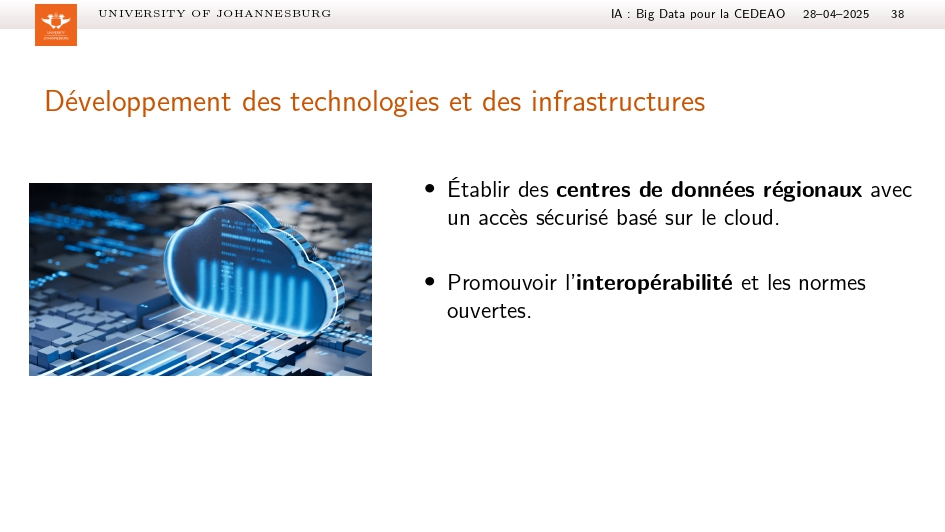 UNIVERSITY OF JOHANNESBURG
IA : Big Data pour la CEDEAO 28–04–2025 38
UNIVERSITY
JOHANNESBURG
Développement des technologies et des infrastructures
• Établir des centres de données régionaux avec
un accès sécurisé basé sur le cloud.
• Promouvoir l'interopérabilité et les normes
ouvertes.